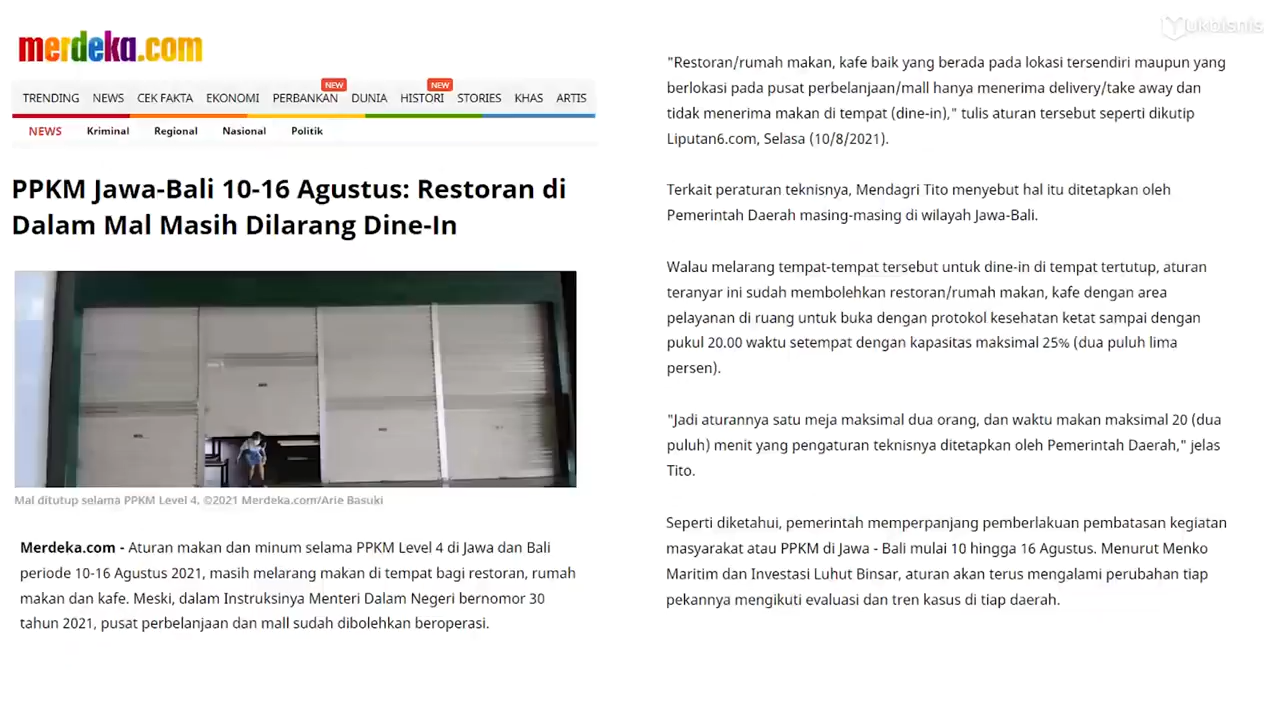 merdeka.com
TRENDING NEWS CEK FAKTA EKONOMI PERBANKAN NEW DUNIA HISTORI NEW STORIES KHAS ARTIS
NEWS Kriminal Regional Nasional Politik
PPKM Jawa-Bali 10-16 Agustus: Restoran di
Dalam Mal Masih Dilarang Dine-In
Mal ditutup selama PPKM Level 4. ©2021 Merdeka.com/Arie Basuki
Merdeka.com - Aturan makan dan minum selama PPKM Level 4 di Jawa dan Bali
periode 10-16 Agustus 2021, masih melarang makan di tempat bagi restoran, rumah
makan dan kafe. Meski, dalam Instruksinya Menteri Dalam Negeri bernomor 30
tahun 2021, pusat perbelanjaan dan mall sudah dibolehkan beroperasi.
ukbisnis
"Restoran/rumah makan, kafe baik yang berada pada lokasi tersendiri maupun yang
berlokasi pada pusat perbelanjaan/mall hanya menerima delivery/take away dan
tidak menerima makan di tempat (dine-in)," tulis aturan tersebut seperti dikutip
Liputan6.com, Selasa (10/8/2021).
Terkait peraturan teknisnya, Mendagri Tito menyebut hal itu ditetapkan oleh
Pemerintah Daerah masing-masing di wilayah Jawa-Bali.
Walau melarang tempat-tempat tersebut untuk dine-in di tempat tertutup, aturan
teranyar ini sudah membolehkan restoran/rumah makan, kafe dengan area
pelayanan di ruang untuk buka dengan protokol kesehatan ketat sampai dengan
pukul 20.00 waktu setempat dengan kapasitas maksimal 25% (dua puluh lima
persen).
"Jadi aturannya satu meja maksimal dua orang, dan waktu makan maksimal 20 (dua
puluh) menit yang pengaturan teknisnya ditetapkan oleh Pemerintah Daerah," jelas
Tito.
Seperti diketahui, pemerintah memperpanjang pemberlakuan pembatasan kegiatan
masyarakat atau PPKM di Jawa - Bali mulai 10 hingga 16 Agustus. Menurut Menko
Maritim dan Investasi Luhut Binsar, aturan akan terus mengalami perubahan tiap
pekannya mengikuti evaluasi dan tren kasus di tiap daerah.